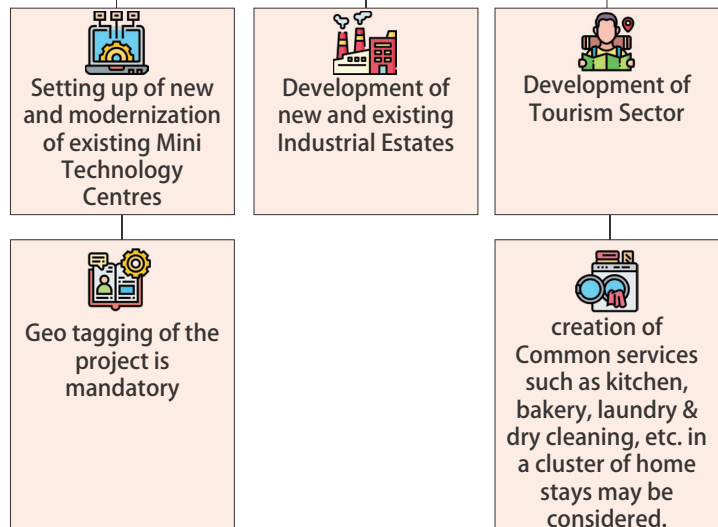 Setting up of new
and modernization
of existing Mini
Technology
Centres
Development of
new and existing
Industrial Estates
Development of
Tourism Sector
Geo tagging of the
project is
mandatory
creation of
Common services
such as kitchen,
bakery, laundry &
dry cleaning, etc. in
a cluster of home
stays may be
considered.